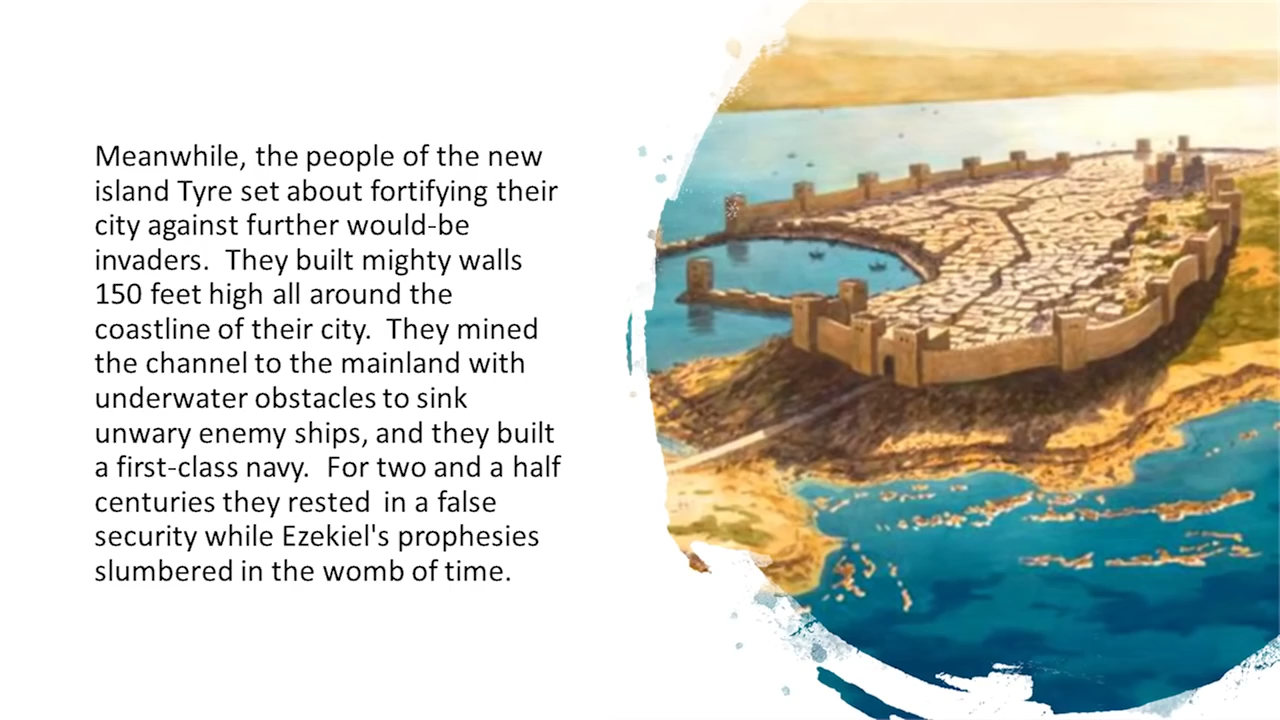 Meanwhile, the people of the new
island Tyre set about fortifying their
city against further would-be
invaders.  They built mighty walls
150 feet high all around the
coastline of their city.  They mined
the channel to the mainland with
underwater obstacles to sink
unwary enemy ships, and they built
a first-class navy.  For two and a half
centuries they rested  in a false
security while Ezekiel's prophesies
slumbered in the womb of time.